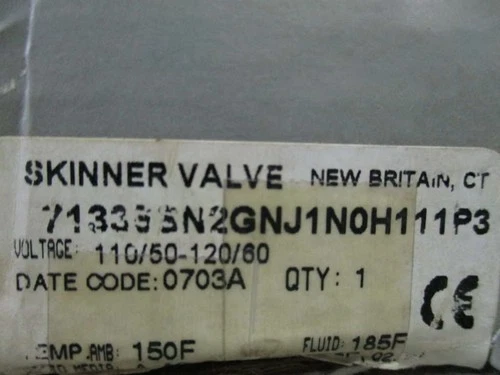 SKINNER VALVE NEW BRITAIN, CT
71335SN2GNJ1N0H111P3
VOLTAGE: 110/50-120/60
DATE CODE: 0703A QTY: 1
CE
TEMP. AMB: 150F FLUID: 185F